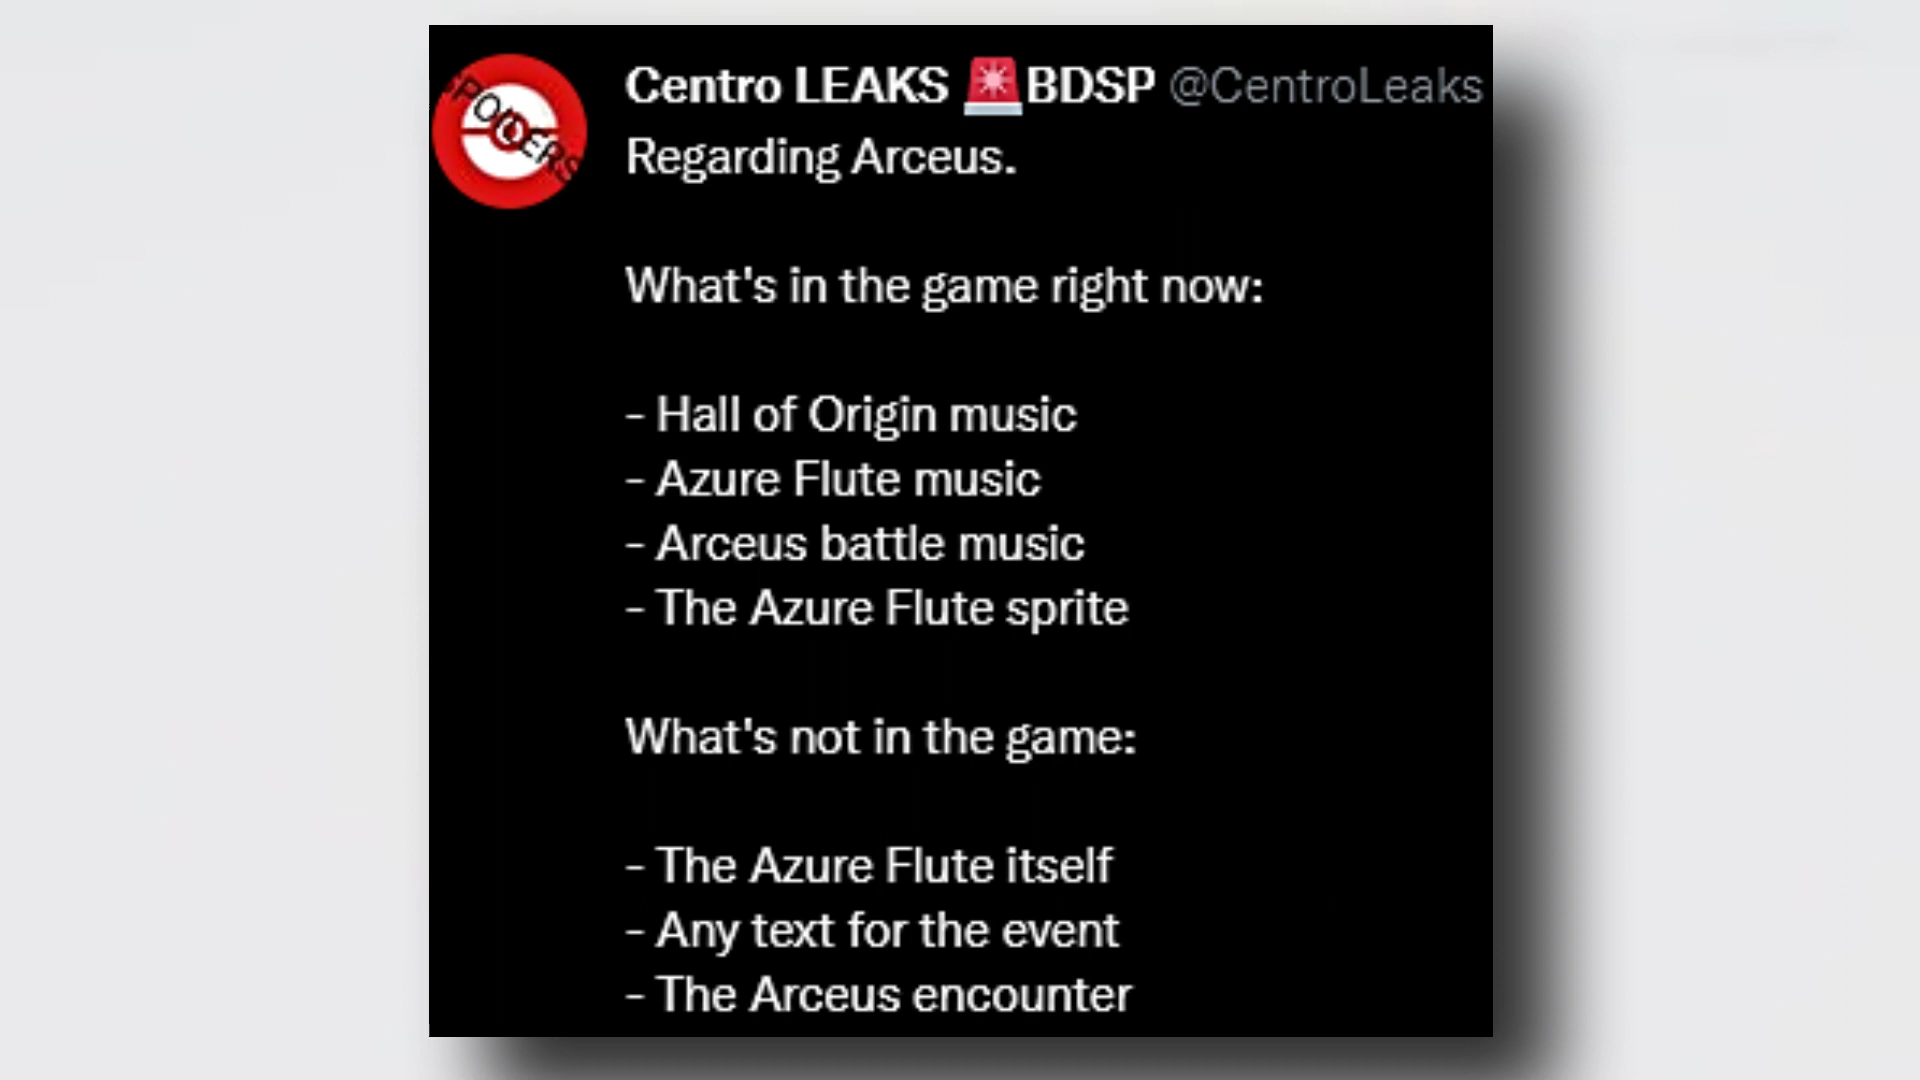 SPOILERS
Centro LEAKS 🚨BDSP @CentroLeaks
Regarding Arceus.
What's in the game right now:
- Hall of Origin music
- Azure Flute music
- Arceus battle music
- The Azure Flute sprite
What's not in the game:
- The Azure Flute itself
- Any text for the event
- The Arceus encounter